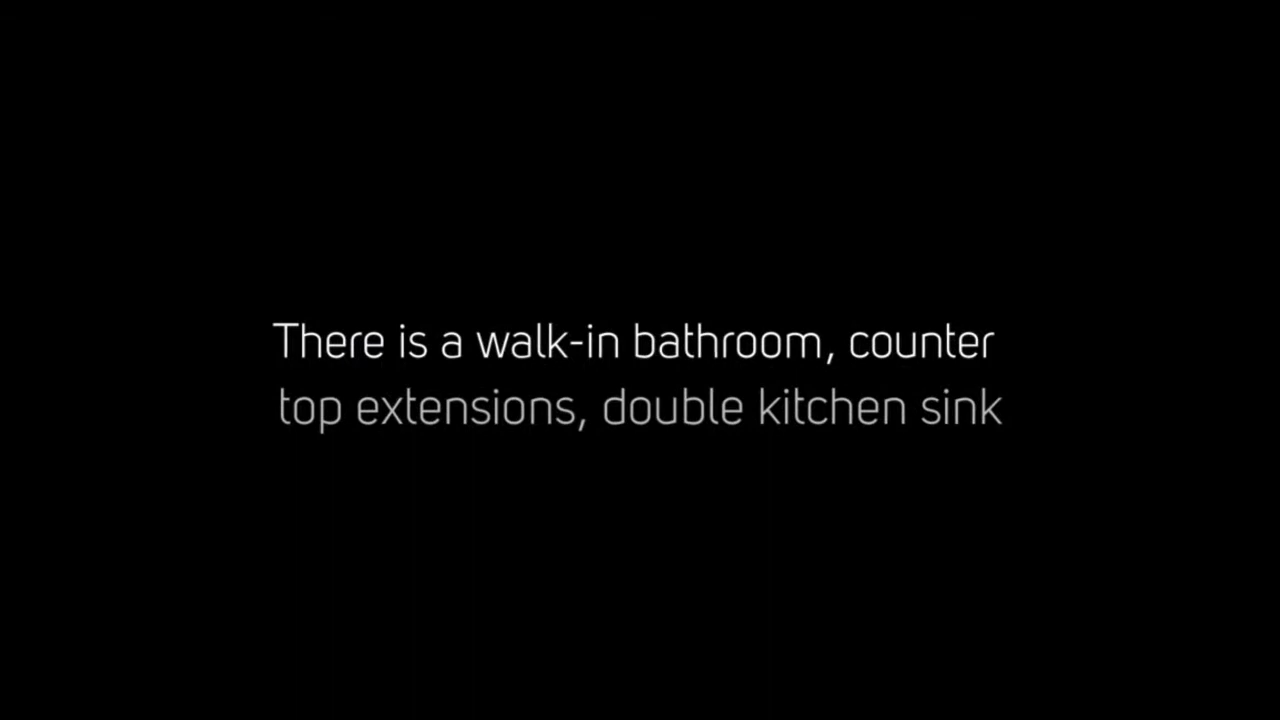 There is a walk-in bathroom, counter
top extensions, double kitchen sink